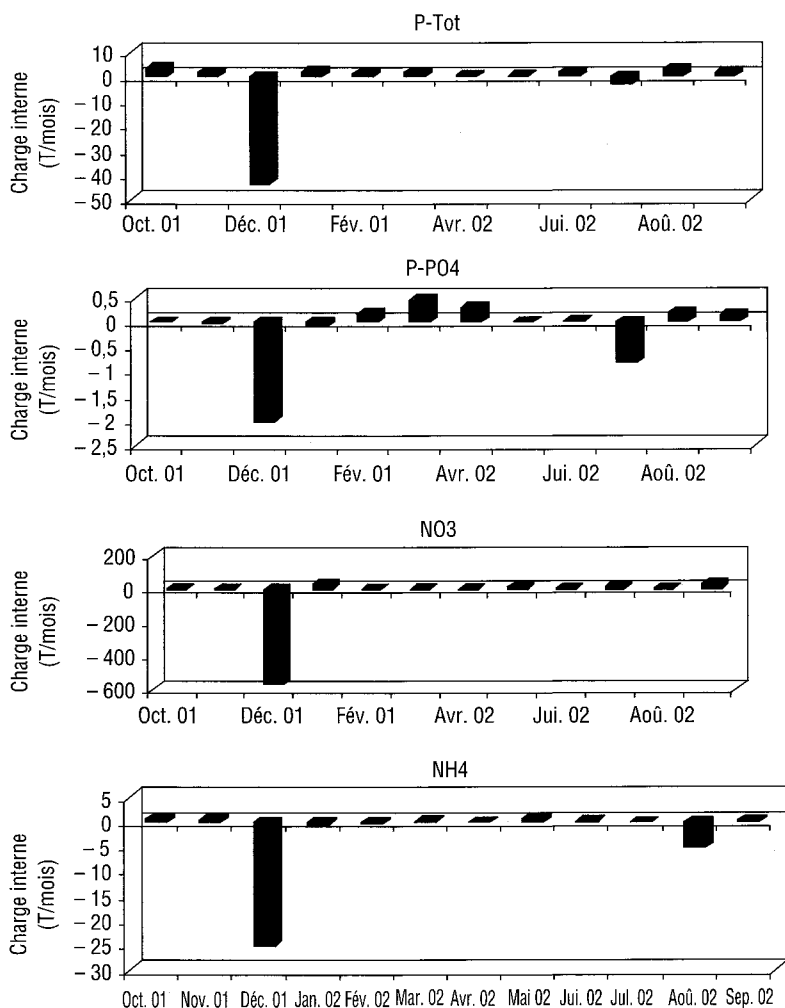 P-Tot
Charge interne
(T/mois)
10
0
– 10
– 20
– 30
– 40
– 50
Oct. 01 Déc. 01 Fév. 01 Avr. 02 Jui. 02 Aoû. 02
P-PO4
Charge interne
(T/mois)
0,5
0
– 0,5
– 1
– 1,5
– 2
– 2,5
Oct. 01 Déc. 01 Fév. 01 Avr. 02 Jui. 02 Aoû. 02
NO3
Charge interne
(T/mois)
200
0
– 200
– 400
– 600
Oct. 01 Déc. 01 Fév. 01 Avr. 02 Jui. 02 Aoû. 02
NH4
Charge interne
(T/mois)
5
0
– 5
– 10
– 15
– 20
– 25
– 30
Oct. 01 Nov. 01 Déc. 01 Jan. 02 Fév. 02 Mar. 02 Avr. 02 Mai 02 Jui. 02 Jul. 02 Aoû. 02 Sep. 02